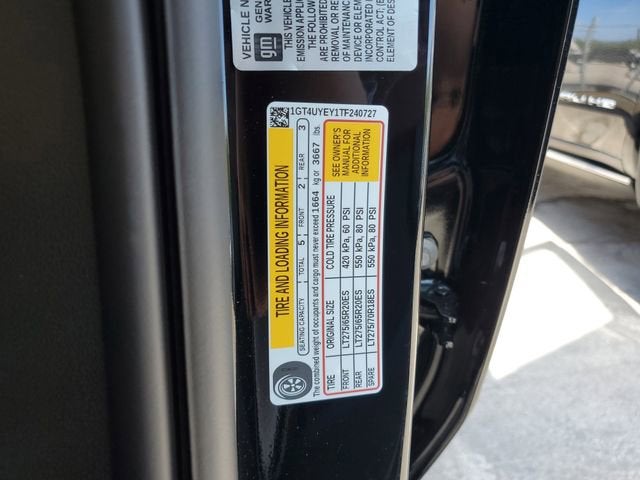 VEHICLE N
GEN
WAR
gm
THIS VEHICLE
EMISSION APPLI
THE FOLLOW
PROHIBITED
REMOVAL OR RE
OF MAINTENANC
DEVICE OR ELEME
INCORPORATED
CONTROL ACT; (E
ELEMENT OF DES
1GT4UYEY1TF240727
TIRE AND LOADING INFORMATION
SEATING CAPACITY TOTAL 5 FRONT 2 REAR 3
The combined weight of occupants and cargo must never exceed 1664 kg or 3667 lbs.
TIRE ORIGINAL SIZE COLD TIRE PRESSURE
FRONT LT275/65R20ES 420 kPa, 60 PSI
REAR LT275/65R20ES 550 kPa, 80 PSI
SPARE LT275/70R18ES 550 kPa, 80 PSI
SEE OWNER'S
MANUAL FOR
ADDITIONAL
INFORMATION